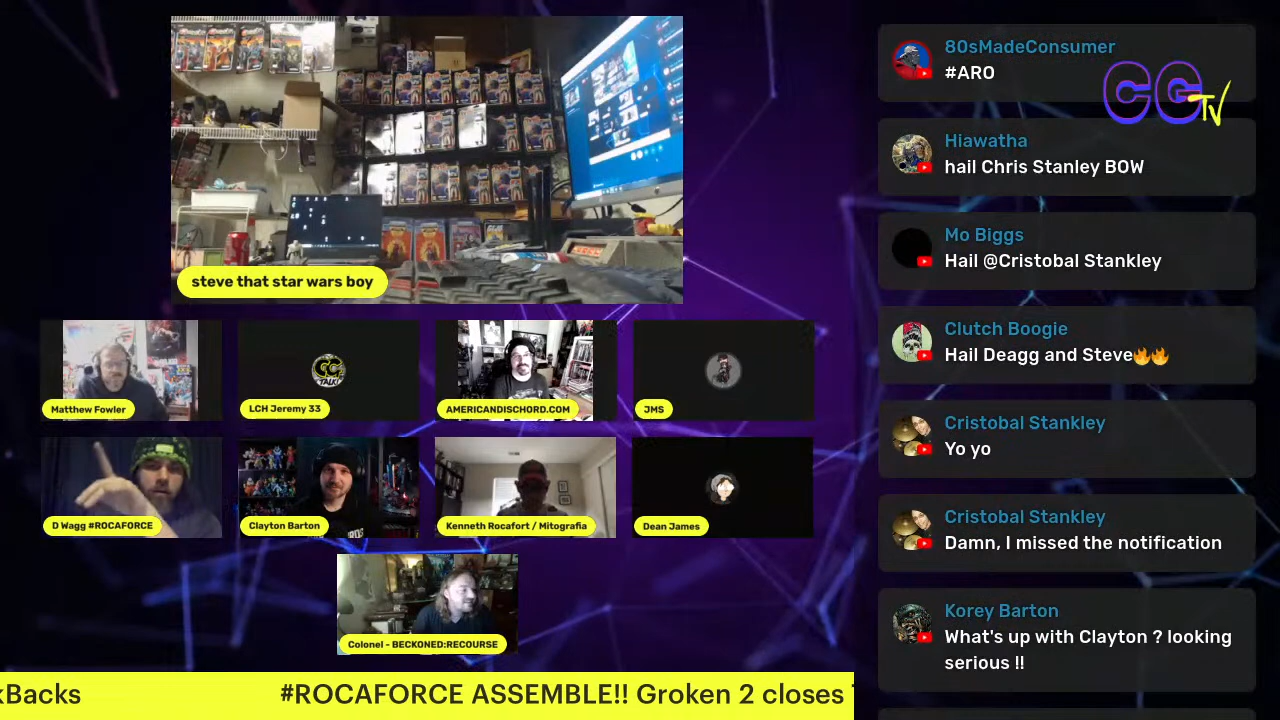 steve that star wars boy
Matthew Fowler
LCH Jeremy 33
AMERICANDISCHORD.COM
JMS
D Wagg #ROCAFORCE
Clayton Barton
Kenneth Rocafort / Mitografia
Dean James
Colonel - BECKONED:RECOURSE
kBacks #ROCAFORCE ASSEMBLE!! Groken 2 closes
80sMadeConsumer
#ARO
CGTV
Hiawatha
hail Chris Stanley BOW
Mo Biggs
Hail @Cristobal Stankley
Clutch Boogie
Hail Deagg and Steve🔥🔥
Cristobal Stankley
Yo yo
Cristobal Stankley
Damn, I missed the notification
Korey Barton
What's up with Clayton ? looking
serious !!